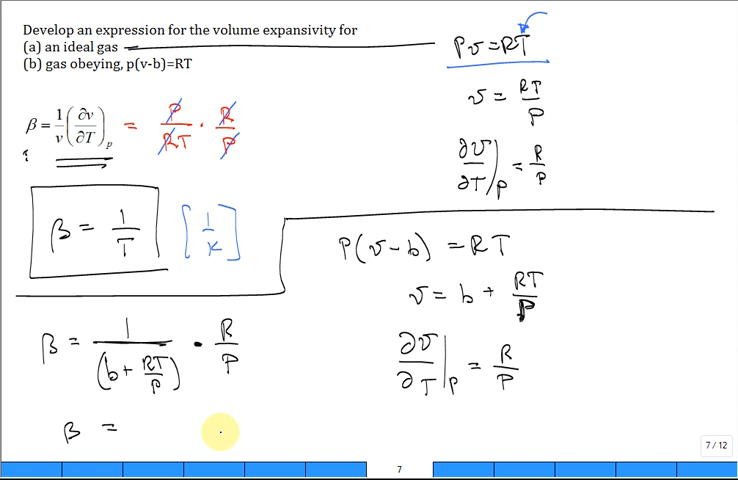 Develop an expression for the volume expansivity for
(a) an ideal gas
(b) gas obeying, p(v-b)=RT
Pv = RT
v = RT/P
∂v/∂T|P = R/P
β = 1/v (∂v/∂T)p = P/RT · R/P
β = 1/T [1/K]
P(v-b) = RT
v = b + RT/P
∂v/∂T|P = R/P
β = 1/(b + RT/P) · R/P
β =
7
7 / 12